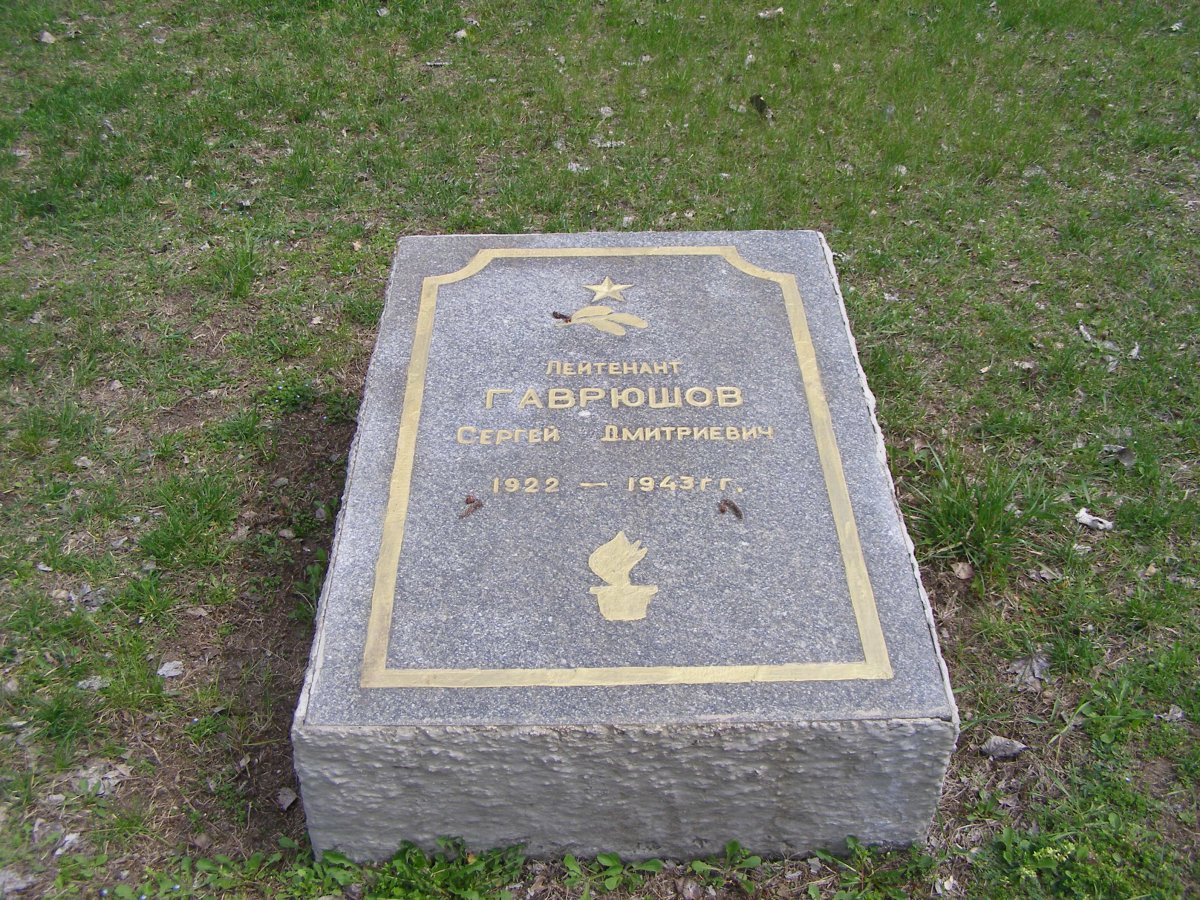 Лейтенант
ГАВРЮШОВ
Сергей Дмитриевич
1922 — 1943гг.